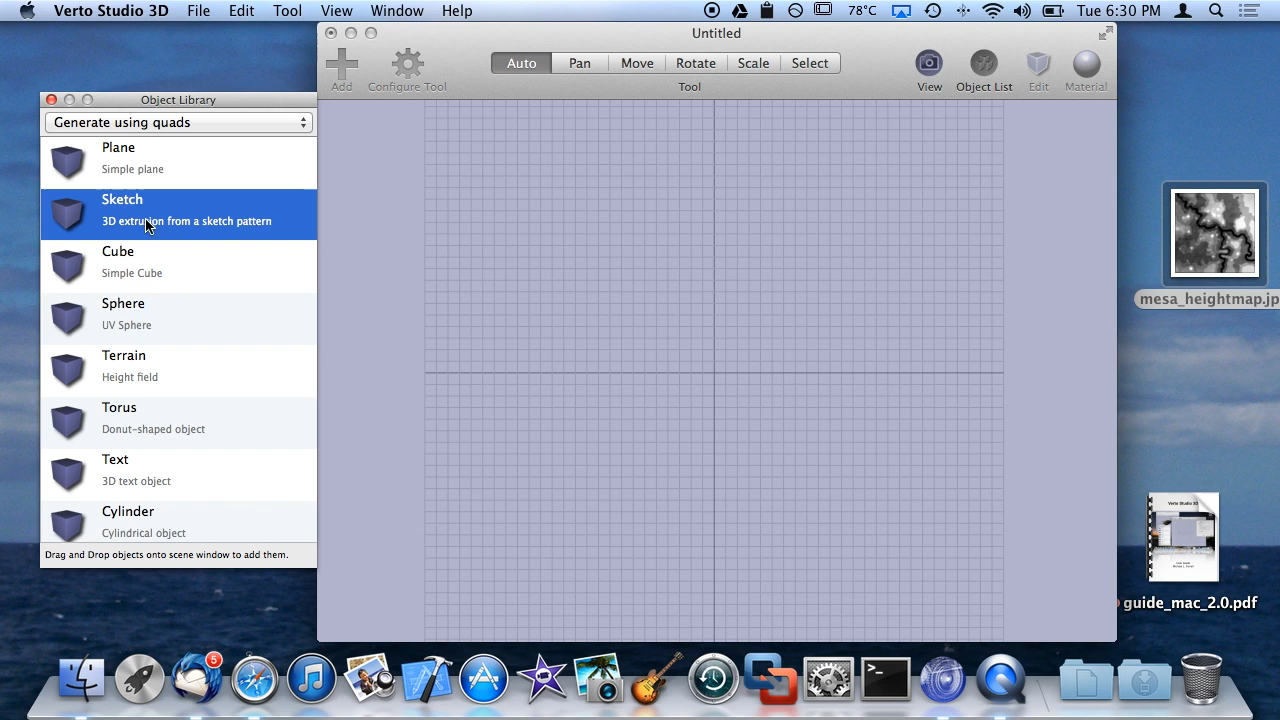 Verto Studio 3D File Edit Tool View Window Help 78°C Tue 6:30 PM
Untitled
Add Configure Tool Auto Pan Move Rotate Scale Select Tool View Object List Edit Material
Object Library
Generate using quads
Plane
Simple plane
Sketch
3D extrusion from a sketch pattern
Cube
Simple Cube
Sphere
UV Sphere
Terrain
Height field
Torus
Donut-shaped object
Text
3D text object
Cylinder
Cylindrical object
Drag and Drop objects onto scene window to add them.
mesa_heightmap.jp
Verto Studio 3D
guide_mac_2.0.pdf
5